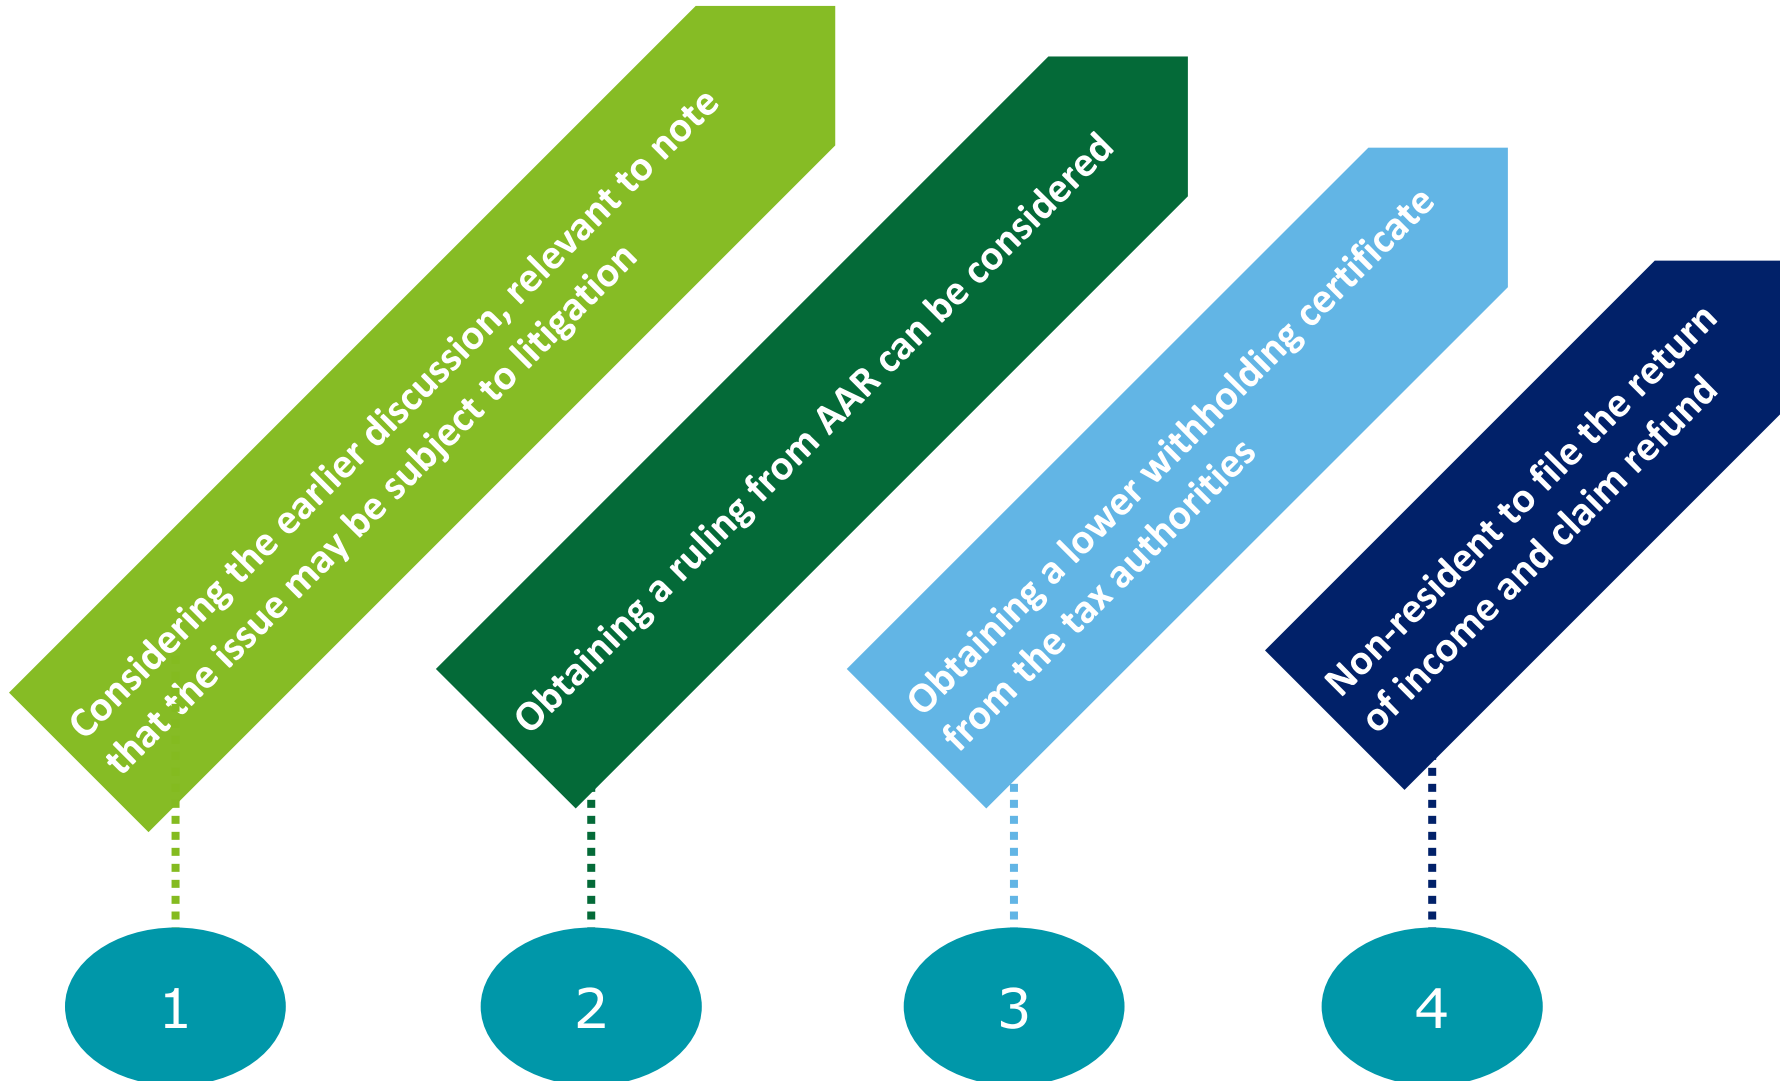 Considering the earlier discussion, relevant to note
that the issue may be subject to litigation
Obtaining a ruling from AAR can be considered
Obtaining a lower withholding certificate
from the tax authorities
Non-resident to file the return
of income and claim refund
1
2
3
4